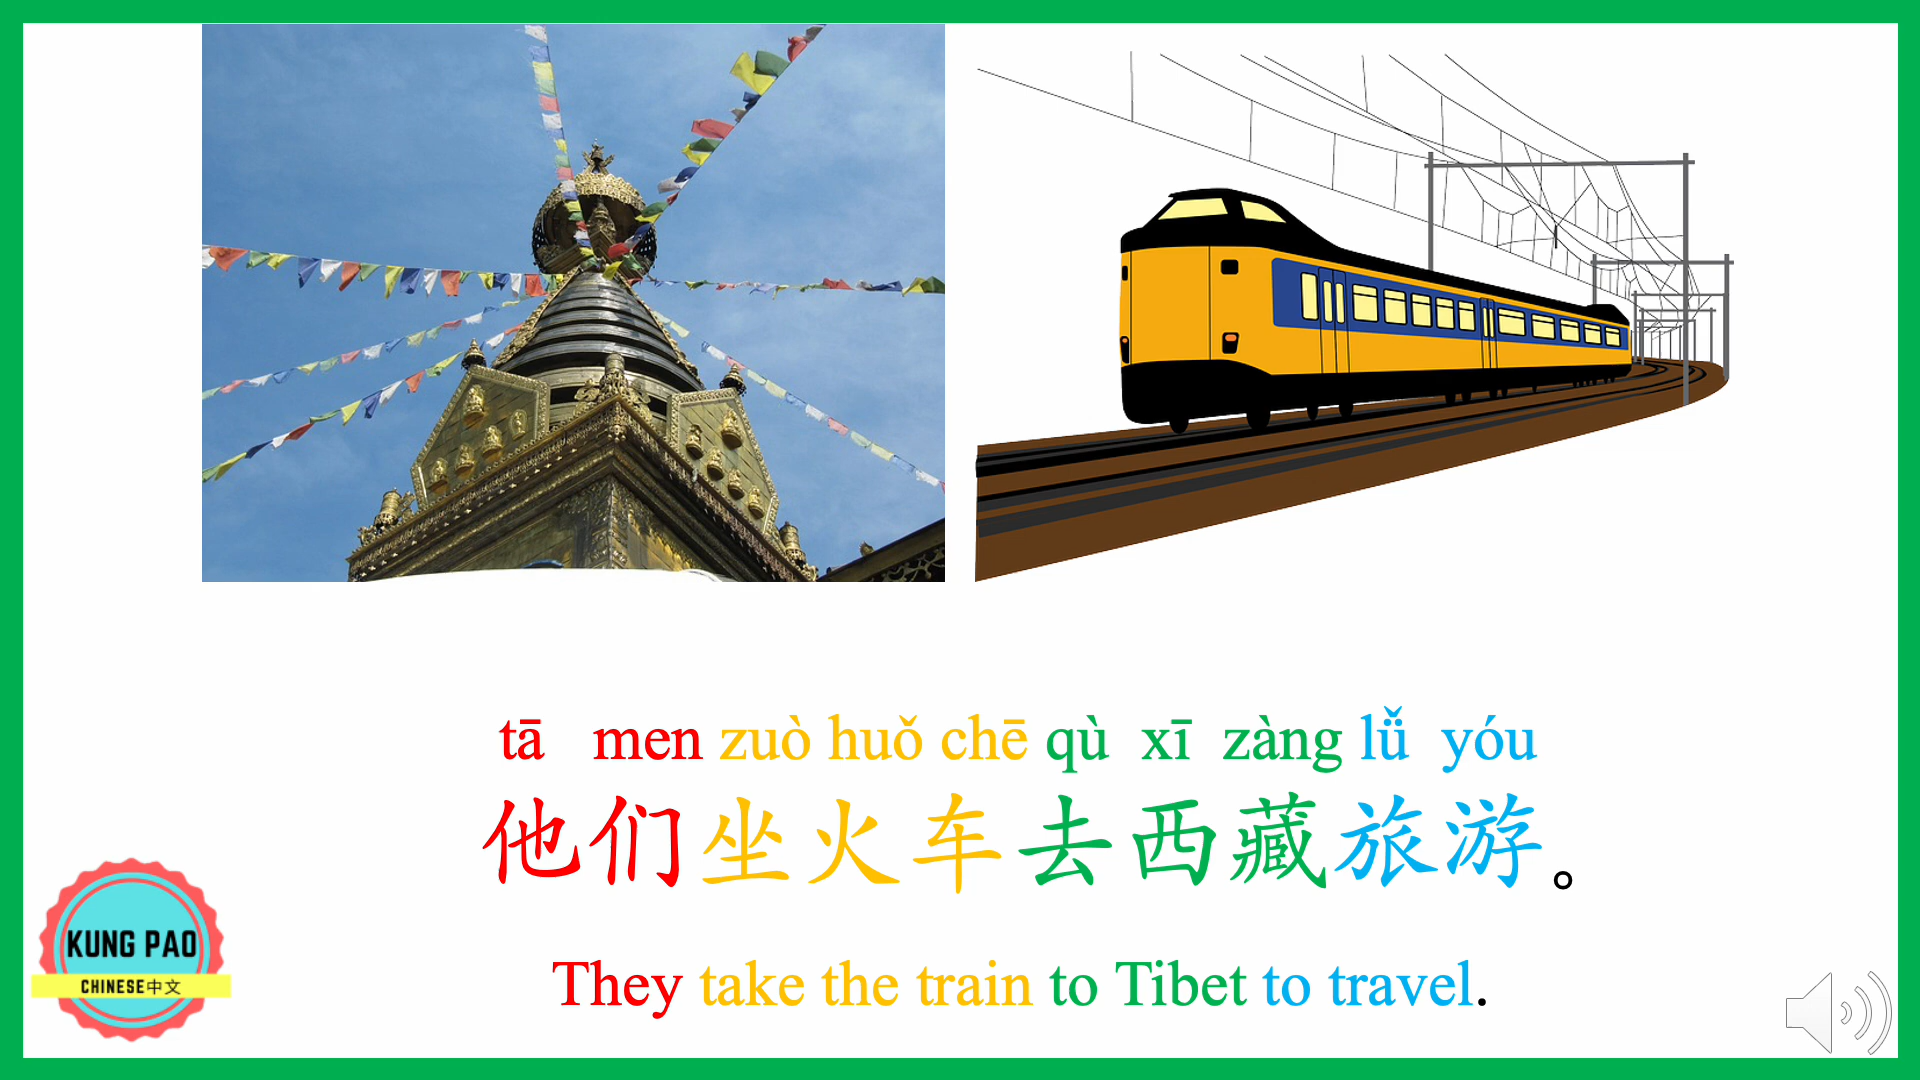 tā men zuò huǒ chē qù xī zàng lǚ yóu
他们坐火车去西藏旅游。
They take the train to Tibet to travel.
KUNG PAO
CHINESE中文